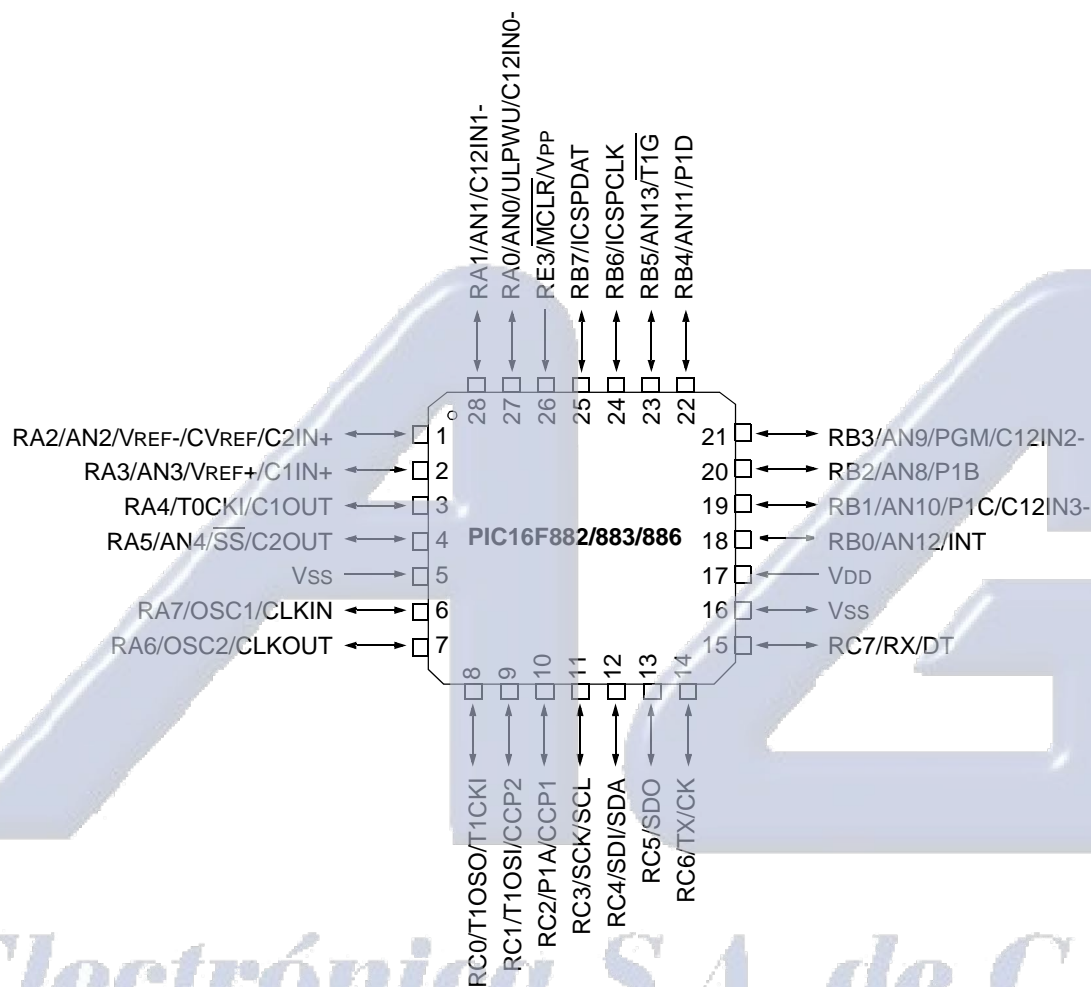 RA1/AN1/C12IN1-
RA0/AN0/ULPWU/C12IN0-
RE3/MCLR/VPP
RB7/ICSPDAT
RB6/ICSPCLK
RB5/AN13/T1G
RB4/AN11/P1D
28
27
26
25
24
23
22
RA2/AN2/VREF-/CVREF/C2IN+
1
RA3/AN3/VREF+/C1IN+
2
RA4/T0CKI/C1OUT
3
RA5/AN4/SS/C2OUT
4
VSS
5
RA7/OSC1/CLKIN
6
RA6/OSC2/CLKOUT
7
PIC16F882/883/886
21
RB3/AN9/PGM/C12IN2-
20
RB2/AN8/P1B
19
RB1/AN10/P1C/C12IN3-
18
RB0/AN12/INT
17
VDD
16
VSS
15
RC7/RX/DT
8
9
10
11
12
13
14
RC0/T1OSO/T1CKI
RC1/T1OSI/CCP2
RC2/P1A/CCP1
RC3/SCK/SCL
RC4/SDI/SDA
RC5/SDO
RC6/TX/CK
Electrónica S.A. de C